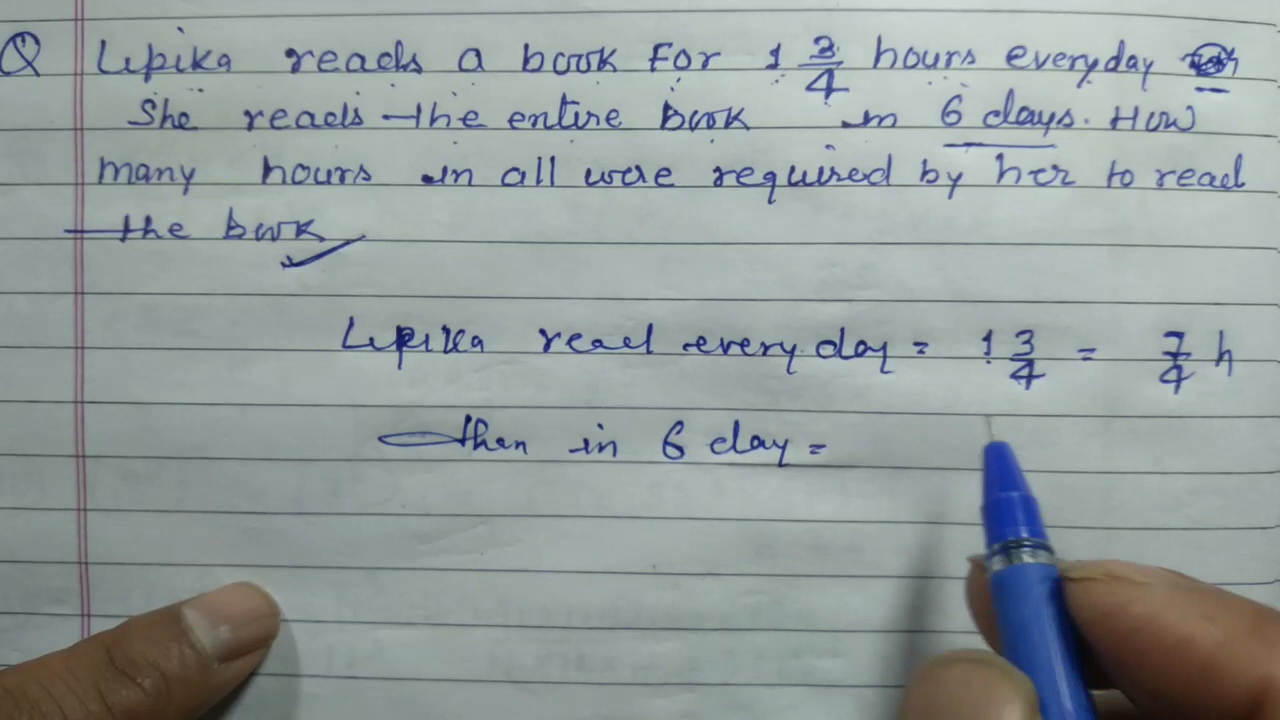 Q Lipika reads a book For 1 3/4 hours everyday
She reads the entire book in 6 days. How
many hours in all were required by her to read
the book
Lipika read everyday = 1 3/4 = 7/4 h
then in 6 day =